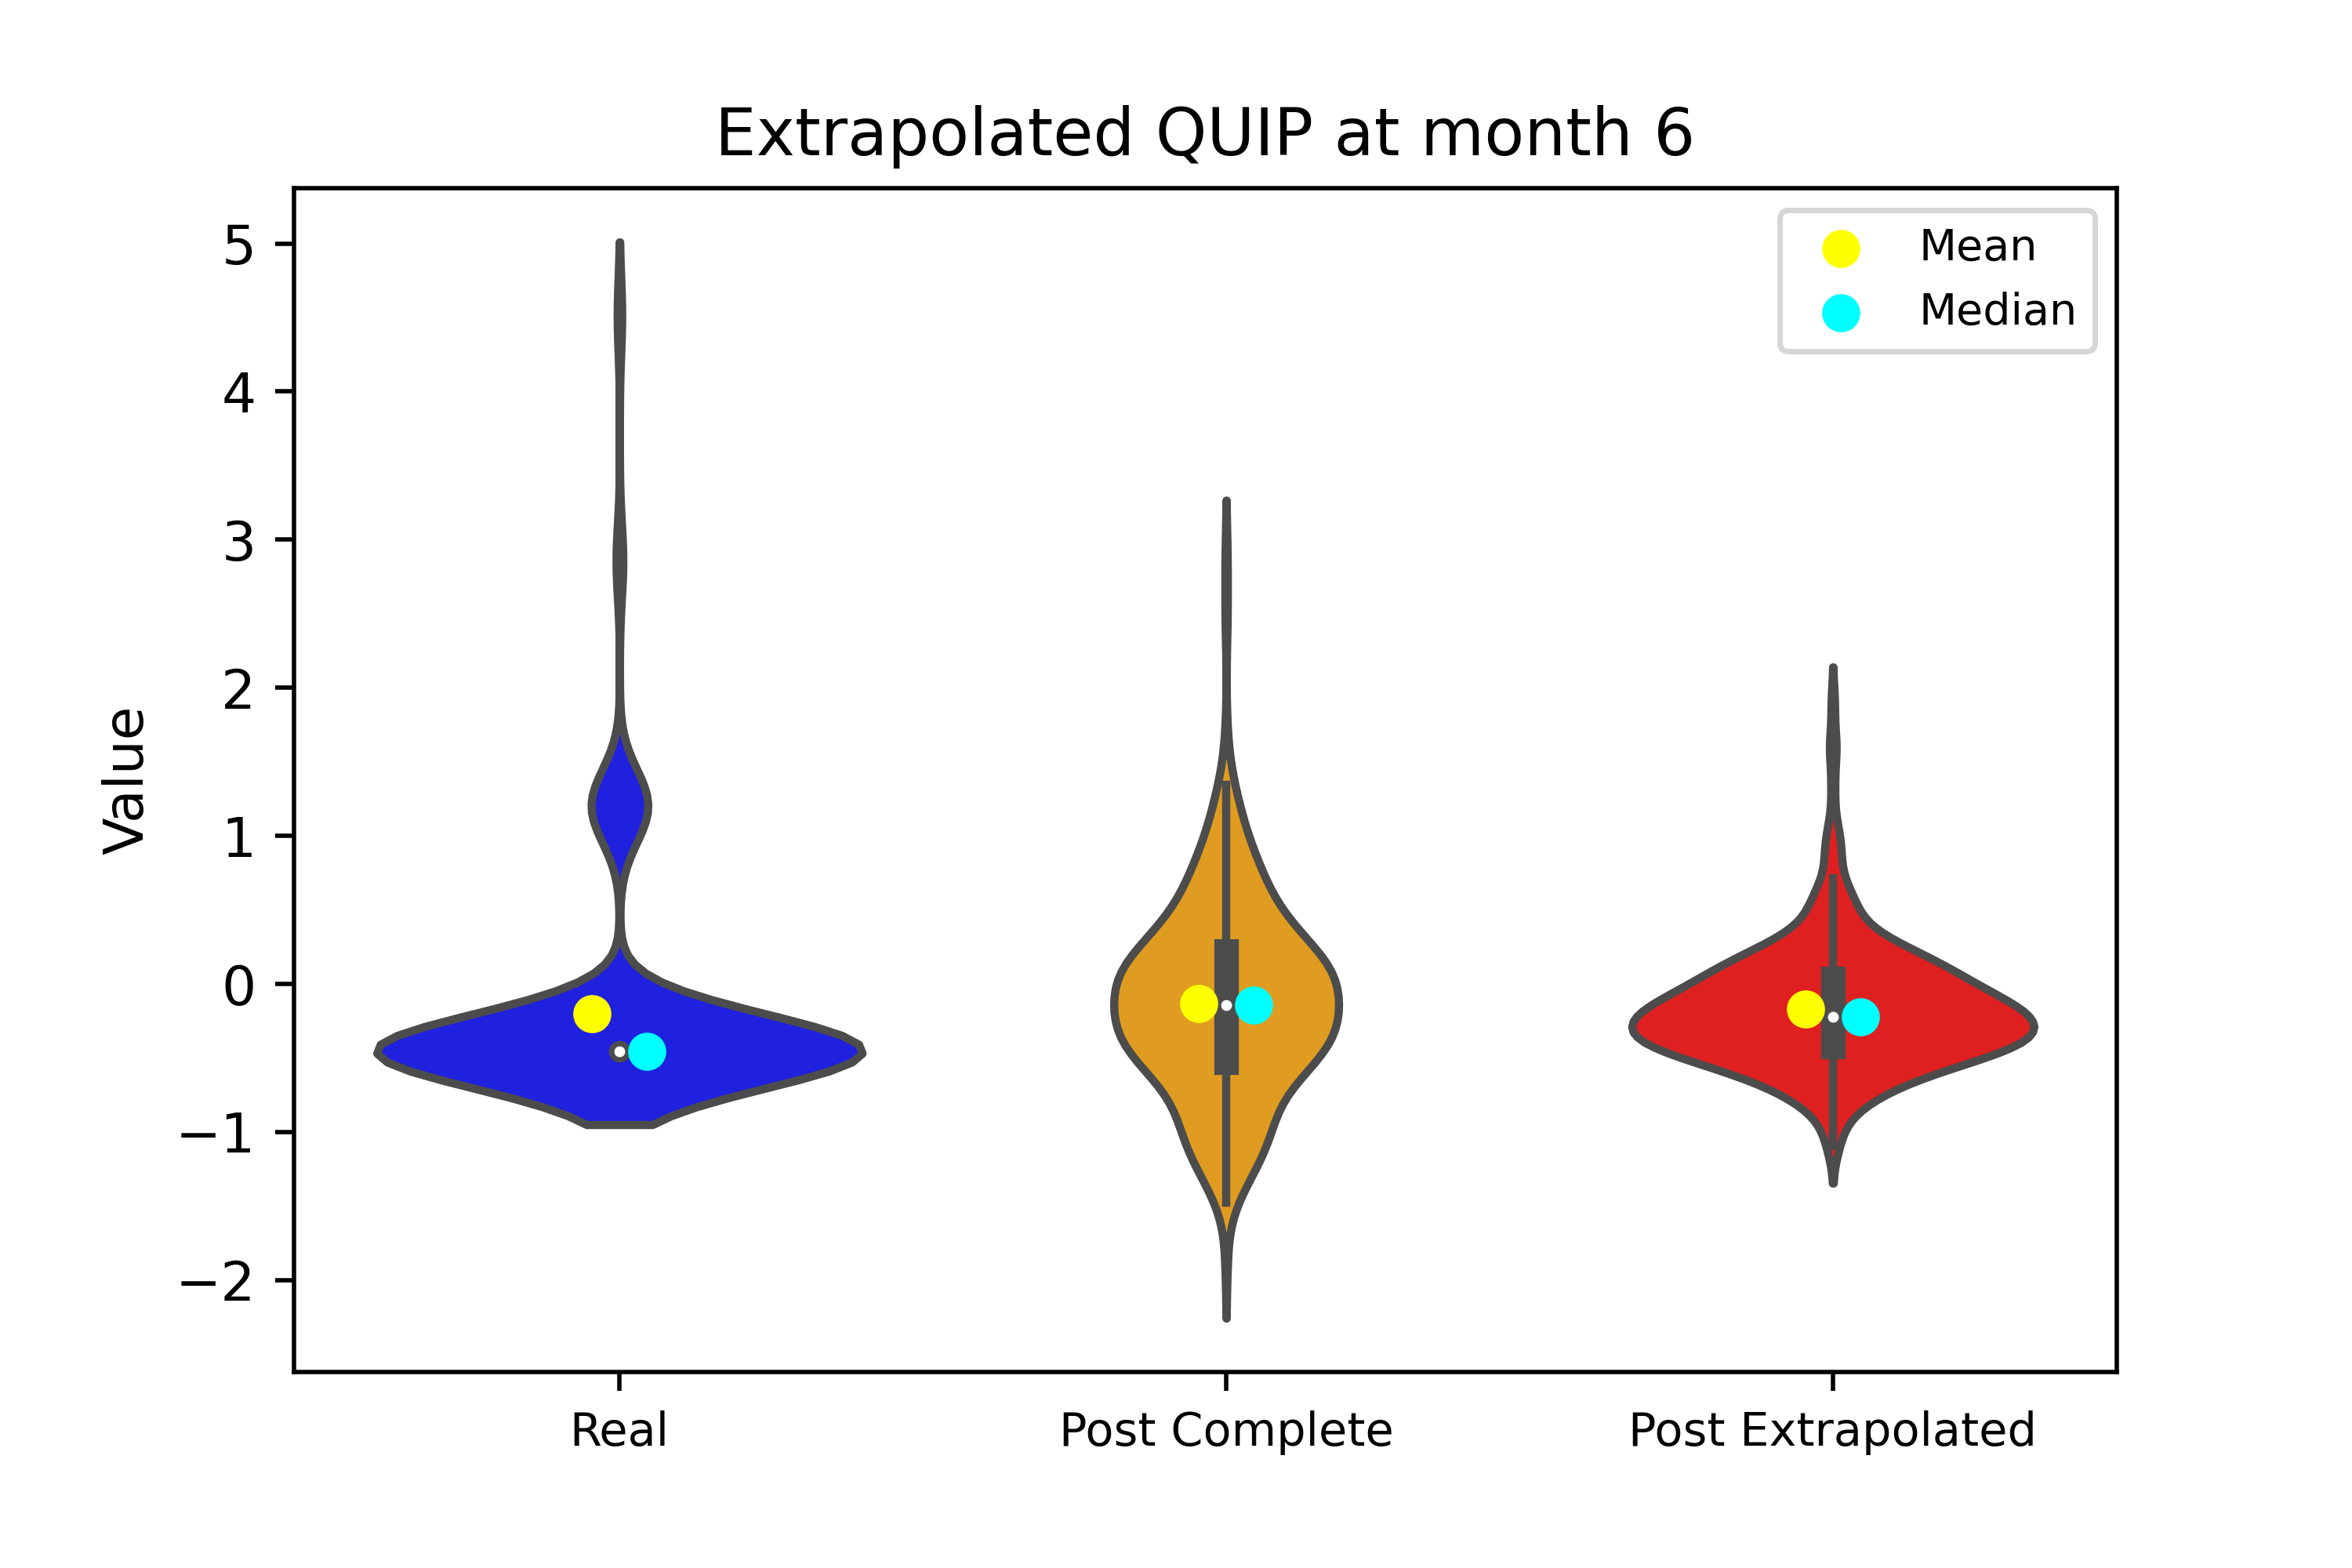 Extrapolated QUIP at month 6
Mean
Median
5
4
3
2
1
0
−1
−2
Value
Real
Post Complete
Post Extrapolated